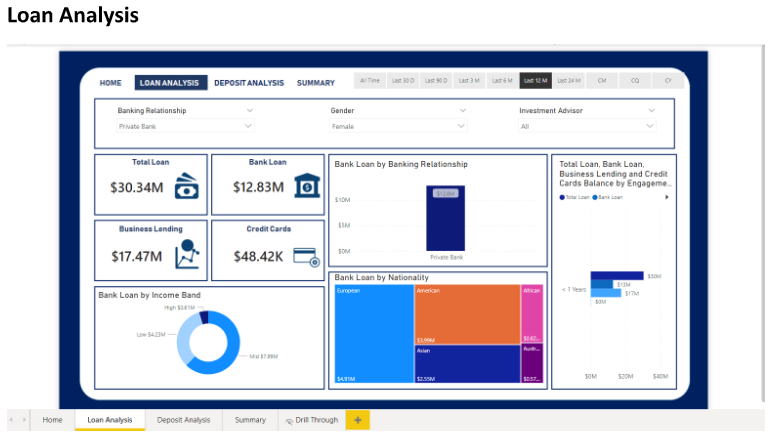 Loan Analysis
HOME LOAN ANALYSIS DEPOSIT ANALYSIS SUMMARY All Time Last 30 D Last 90 D Last 3 M Last 6 M Last 12 M Last 24 M CM CQ CY
Banking Relationship Gender Investment Advisor
Private Bank Female All
Total Loan
$30.34M
Bank Loan
$12.83M
Business Lending
$17.47M
Credit Cards
$48.42K
Bank Loan by Banking Relationship
$10M
$5M
$0M
$12.8M
Private Bank
Total Loan, Bank Loan,
Business Lending and Credit
Cards Balance by Engageme...
Total Loan Bank Loan
< 1 Years
$30M
$13M
$17M
$0M
$0M $20M $40M
Bank Loan by Income Band
High $0.61M
Low $4.23M
Mid $7.99M
Bank Loan by Nationality
European
$4.91M
American
$3.99M
Asian
$2.55M
African
$0.82...
Austr...
$0.57...
Home Loan Analysis Deposit Analysis Summary Drill Through +